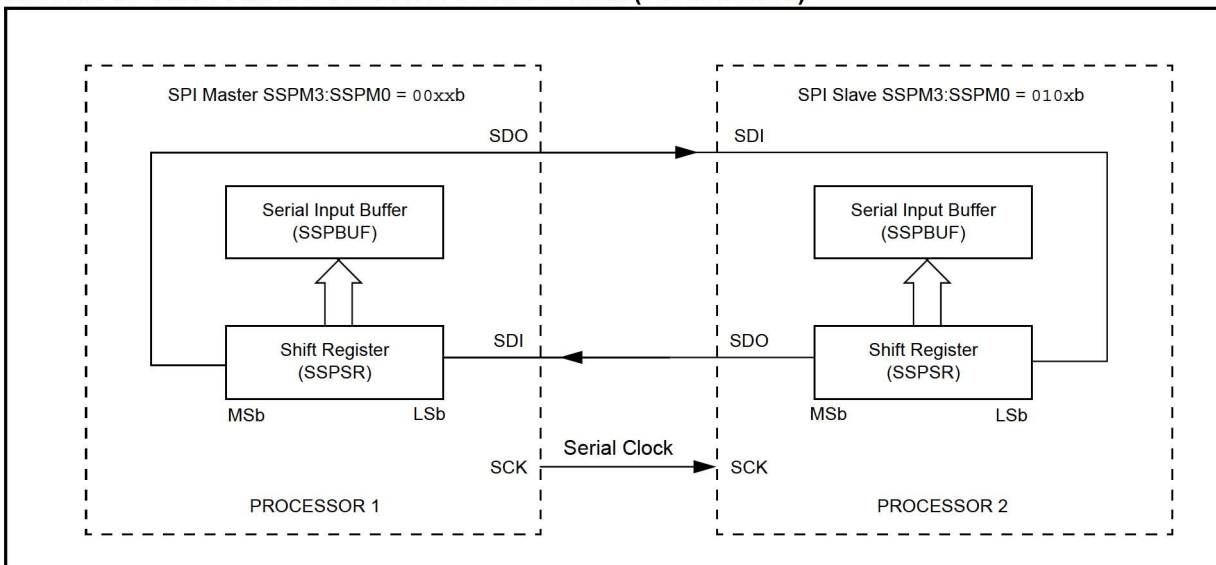 SPI Master SSPM3:SSPM0 = 00xxb
SPI Slave SSPM3:SSPM0 = 010xb
SDO
SDI
Serial Input Buffer
(SSPBUF)
Serial Input Buffer
(SSPBUF)
SDI
SDO
Shift Register
(SSPSR)
Shift Register
(SSPSR)
MSb
LSb
MSb
LSb
Serial Clock
SCK
SCK
PROCESSOR 1
PROCESSOR 2